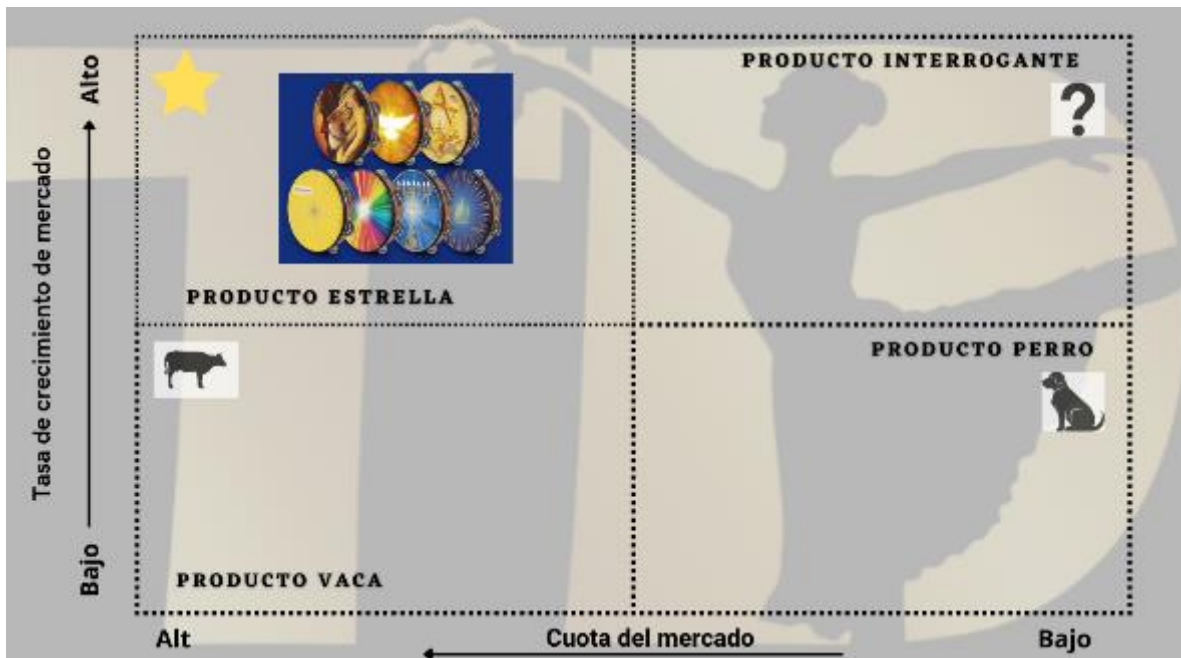 Alto
PRODUCTO INTERROGANTE
?
Tasa de crecimiento de mercado
PRODUCTO ESTRELLA
PRODUCTO PERRO
Bajo
PRODUCTO VACA
Alt
Cuota del mercado
Bajo